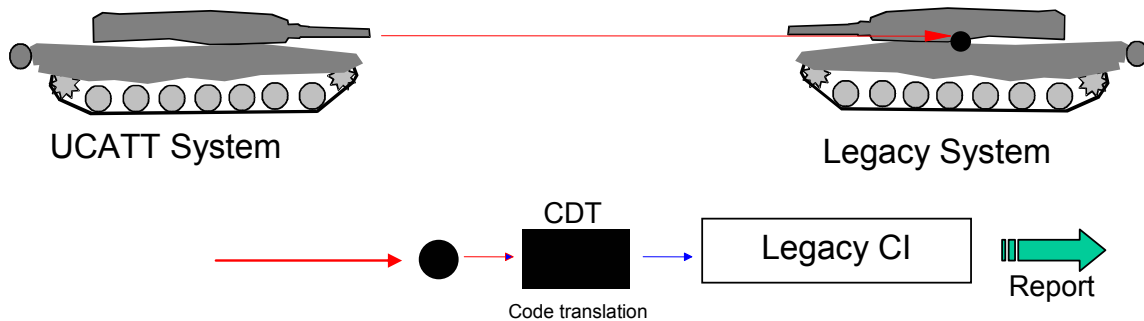 UCATT System
Legacy System
CDT
Legacy CI
Code translation
Report